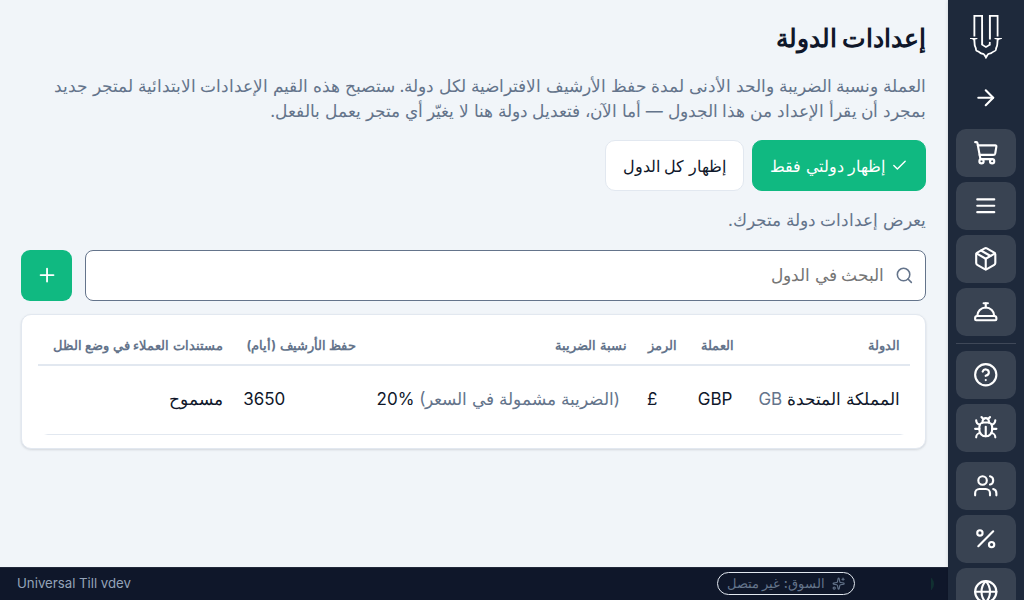 إعدادات الدولة
العملة ونسبة الضريبة والحد الأدنى لمدة حفظ الأرشيف الافتراضية لكل دولة. ستصبح هذه القيم الإعدادات الابتدائية لمتجر جديد
بمجرد أن يقرأ الإعداد من هذا الجدول — أما الآن، فتعديل دولة هنا لا يغيّر أي متجر يعمل بالفعل.
إظهار دولتي فقط
إظهار كل الدول
يعرض إعدادات دولة متجرك.
البحث في الدول
الدولة العملة الرمز نسبة الضريبة حفظ الأرشيف (أيام) مستندات العملاء في وضع الظل
المملكة المتحدة GB GBP £ 20% (الضريبة مشمولة في السعر) 3650 مسموح
السوق: غير متصل
Universal Till vdev